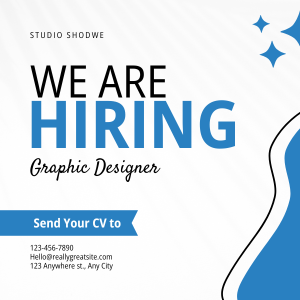 STUDIO SHODWE
WE ARE
HIRING
Graphic Designer
Send Your CV to
123-456-7890
Hello@reallygreatsite.com
123 Anywhere st., Any City